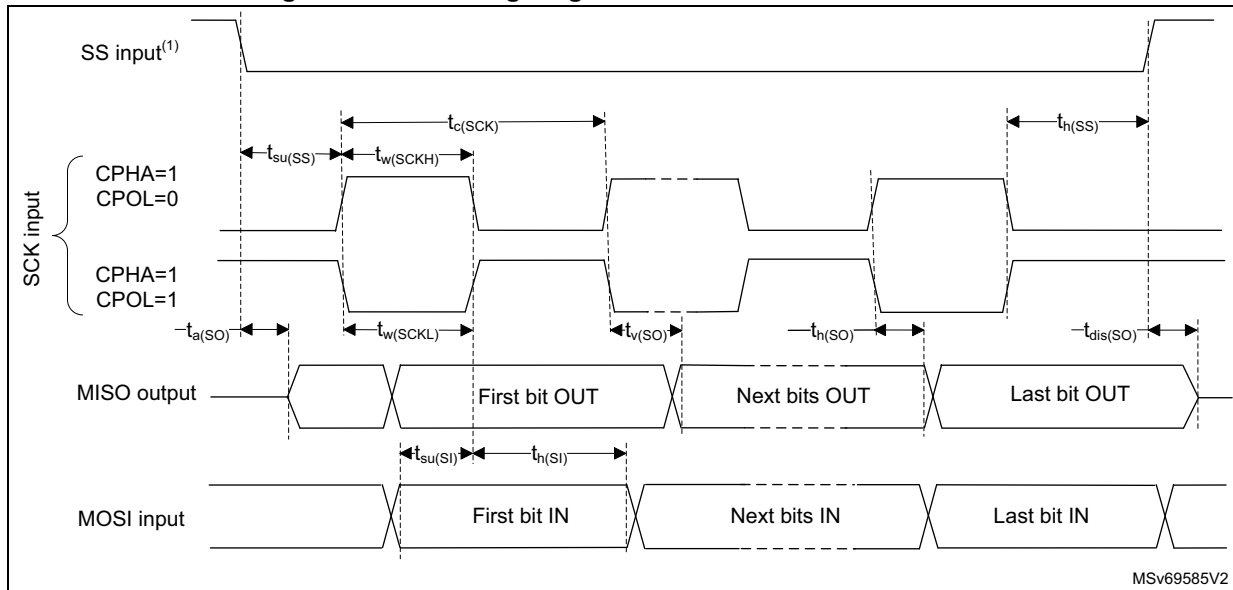 SS input(1)
tc(SCK)
th(SS)
tsu(SS)
tw(SCKH)
CPHA=1
CPOL=0
SCK input
CPHA=1
CPOL=1
ta(SO)
tw(SCKL)
tv(SO)
th(SO)
tdis(SO)
MISO output
First bit OUT
Next bits OUT
Last bit OUT
tsu(SI)
th(SI)
MOSI input
First bit IN
Next bits IN
Last bit IN
MSv69585V2